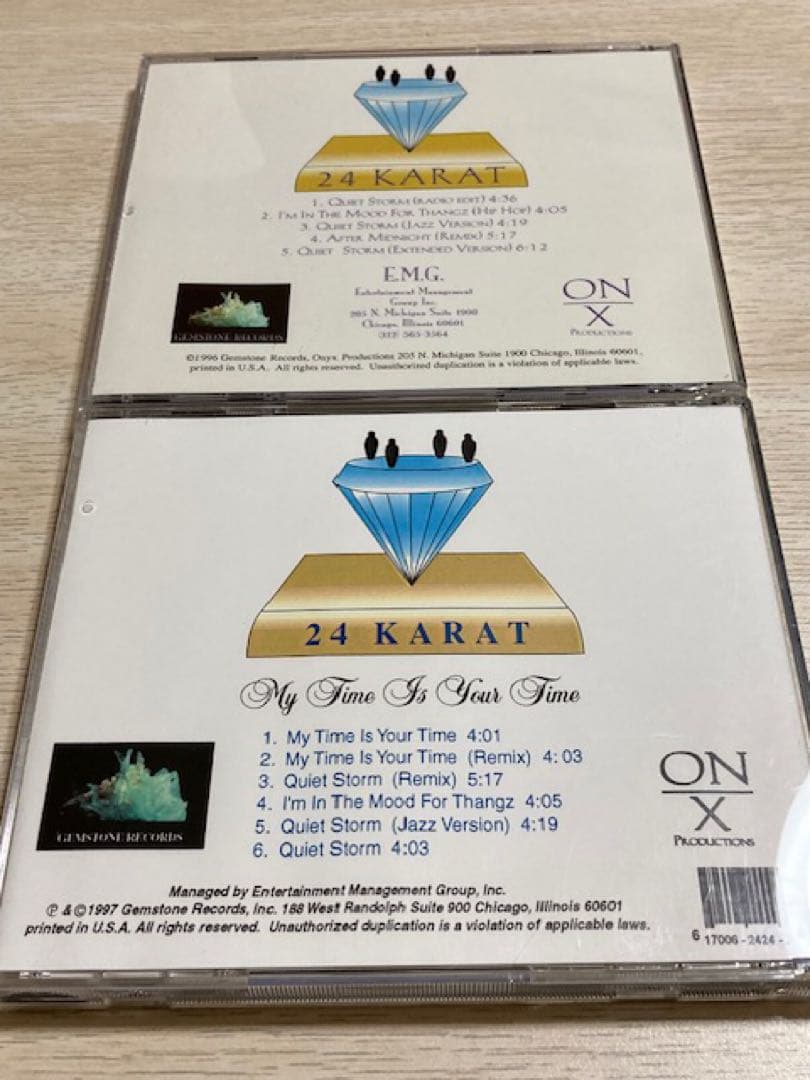 24 KARAT
1. Quiet Storm (Radio Edit) 4:36
2. I'm In The Mood For Thangz (Hip Hop) 4:05
3. Quiet Storm (Jazz Version) 4:19
4. After Midnight (Remix) 5:17
5. Quiet Storm (Extended Version) 6:12
E.M.G.
Entertainment Management
Group Inc.
205 N. Michigan Suite 1900
Chicago, Illinois 60601
(312) 565-3564
GEMSTONE RECORDS
ON
X
Productions
©1996 Gemstone Records, Onyx Productions 205 N. Michigan Suite 1900 Chicago, Illinois 60601,
printed in U.S.A. All rights reserved. Unauthorized duplication is a violation of applicable laws.
24 KARAT
My Time Is Your Time
1. My Time Is Your Time 4:01
2. My Time Is Your Time (Remix) 4:03
3. Quiet Storm (Remix) 5:17
4. I'm In The Mood For Thangz 4:05
5. Quiet Storm (Jazz Version) 4:19
6. Quiet Storm 4:03
GEMSTONE RECORDS
ON
X
Productions
Managed by Entertainment Management Group, Inc.
℗ &©1997 Gemstone Records, Inc. 188 West Randolph Suite 900 Chicago, Illinois 60601
printed in U.S.A. All rights reserved. Unauthorized duplication is a violation of applicable laws.
6 17006-2424-